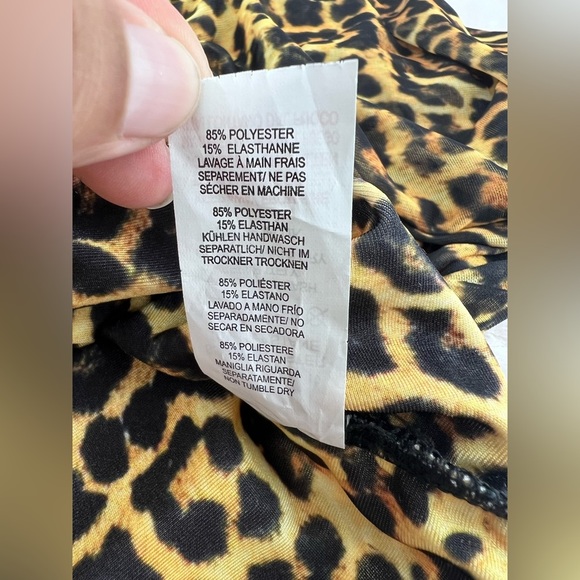 85% POLYESTER
15% ELASTHANNE
LAVAGE À MAIN FRAIS
SEPAREMENT/ NE PAS
SÉCHER EN MACHINE
85% POLYESTER
15% ELASTHAN
KÜHLEN HANDWASCH
SEPARATLICH/ NICHT IM
TROCKNER TROCKNEN
85% POLIÉSTER
15% ELASTANO
LAVADO A MANO FRÍO
SEPARADAMENTE/ NO
SECAR EN SECADORA
85% POLIESTERE
15% ELASTAN
MANIGLIA RIGUARDA
SEPARATAMENTE/
NON TUMBLE DRY